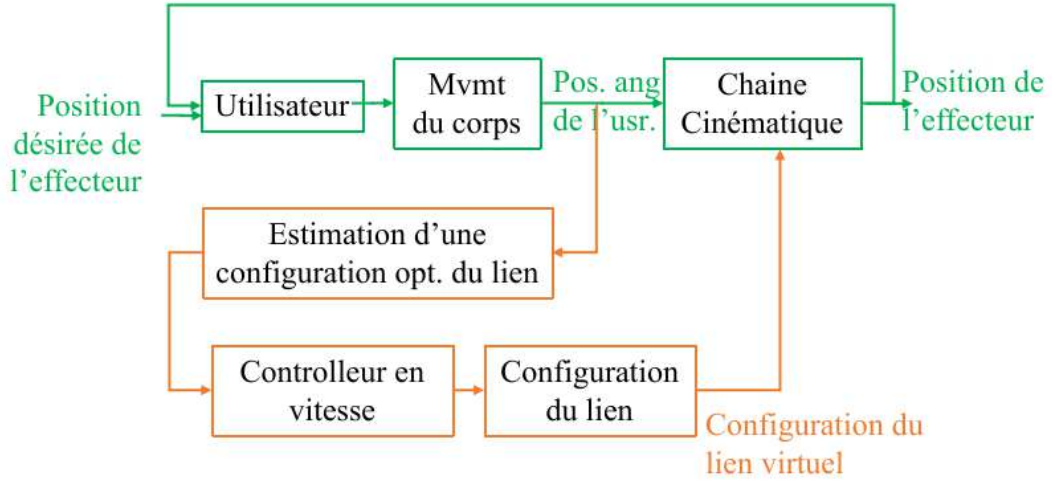 Position
désirée de
l'effecteur
Utilisateur
Mvmt
du corps
Pos. ang
de l'usr.
Chaine
Cinématique
Position de
l'effecteur
Estimation d'une
configuration opt. du lien
Controlleur en
vitesse
Configuration
du lien
Configuration du
lien virtuel